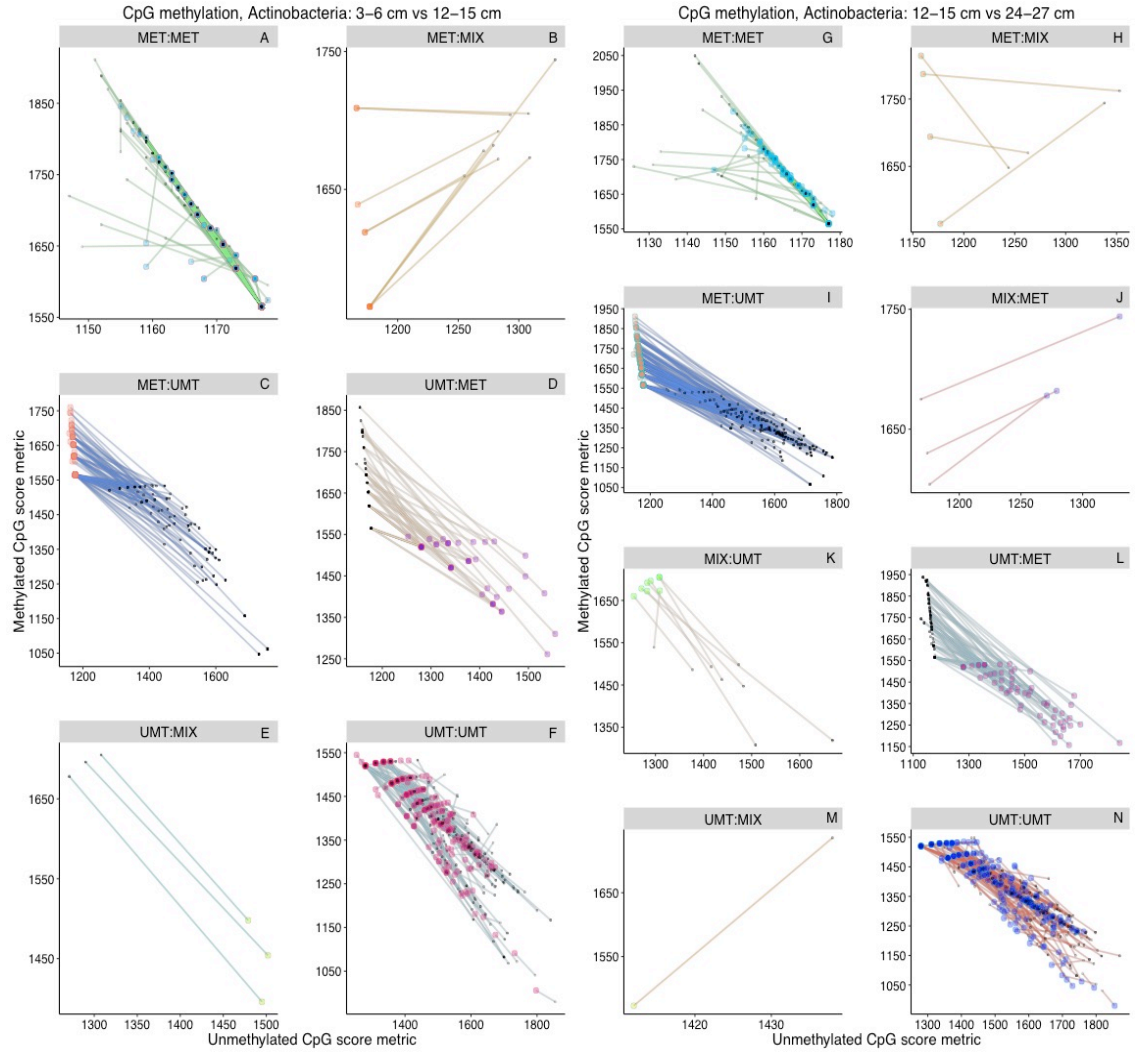 CpG methylation, Actinobacteria: 3−6 cm vs 12−15 cm
CpG methylation, Actinobacteria: 12−15 cm vs 24−27 cm
Methylated CpG score metric
MET:MET A
1850
1750
1650
1550
1150 1160 1170
MET:MIX B
1750
1650
1200 1250 1300
MET:UMT C
1750
1650
1550
1450
1350
1250
1150
1050
1200 1400 1600
UMT:MET D
1850
1750
1650
1550
1450
1350
1250
1200 1300 1400 1500
UMT:MIX E
1650
1550
1450
1300 1350 1400 1450 1500
UMT:UMT F
1550
1450
1350
1250
1150
1050
1400 1600 1800
Unmethylated CpG score metric
Methylated CpG score metric
MET:MET G
2050
1950
1850
1750
1650
1550
1130 1140 1150 1160 1170 1180
MET:MIX H
1750
1650
1150 1200 1250 1300 1350
MET:UMT I
1950
1850
1750
1650
1550
1450
1350
1250
1150
1050
1200 1400 1600 1800
MIX:MET J
1750
1650
1200 1250 1300
MIX:UMT K
1650
1550
1450
1350
1300 1400 1500 1600
UMT:MET L
1950
1850
1750
1650
1550
1450
1350
1250
1150
1100 1300 1500 1700
UMT:MIX M
1650
1550
1420 1430
UMT:UMT N
1550
1450
1350
1250
1150
1050
1300 1400 1500 1600 1700 1800
Unmethylated CpG score metric